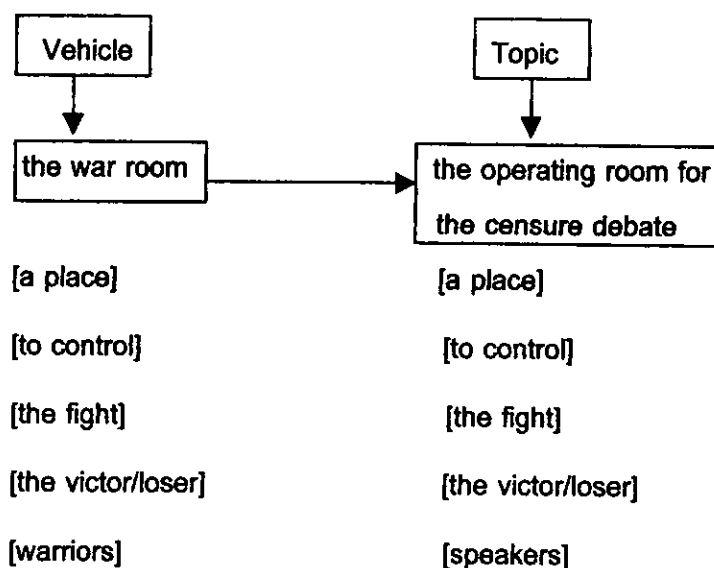 Vehicle
Topic
the war room
the operating room for
the censure debate
[a place]
[a place]
[to control]
[to control]
[the fight]
[the fight]
[the victor/loser]
[the victor/loser]
[warriors]
[speakers]